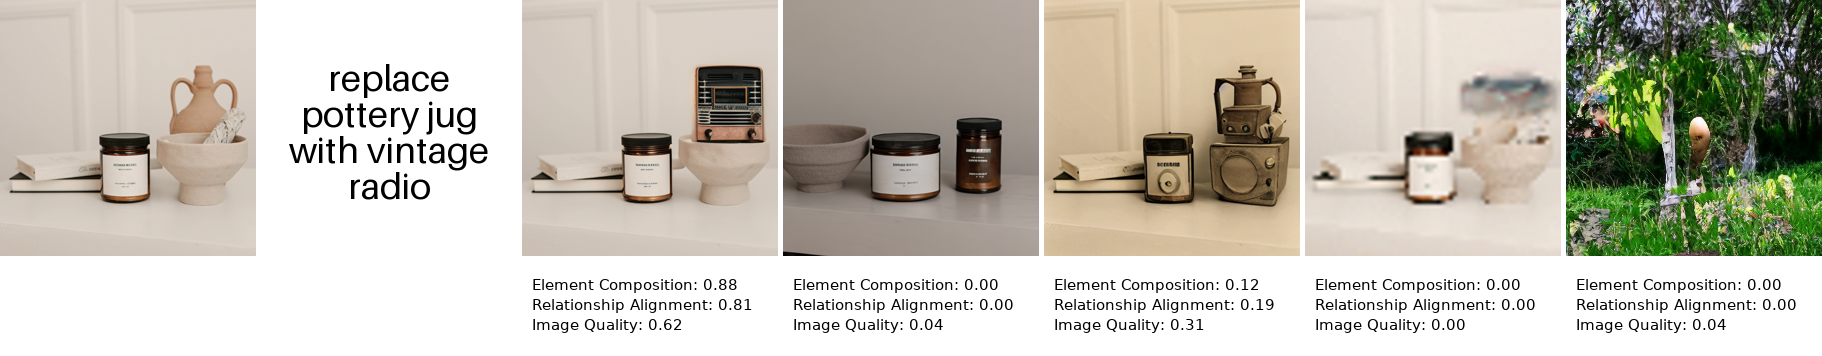 replace
pottery jug
with vintage
radio
Element Composition: 0.88
Relationship Alignment: 0.81
Image Quality: 0.62
Element Composition: 0.00
Relationship Alignment: 0.00
Image Quality: 0.04
Element Composition: 0.12
Relationship Alignment: 0.19
Image Quality: 0.31
Element Composition: 0.00
Relationship Alignment: 0.00
Image Quality: 0.00
Element Composition: 0.00
Relationship Alignment: 0.00
Image Quality: 0.04